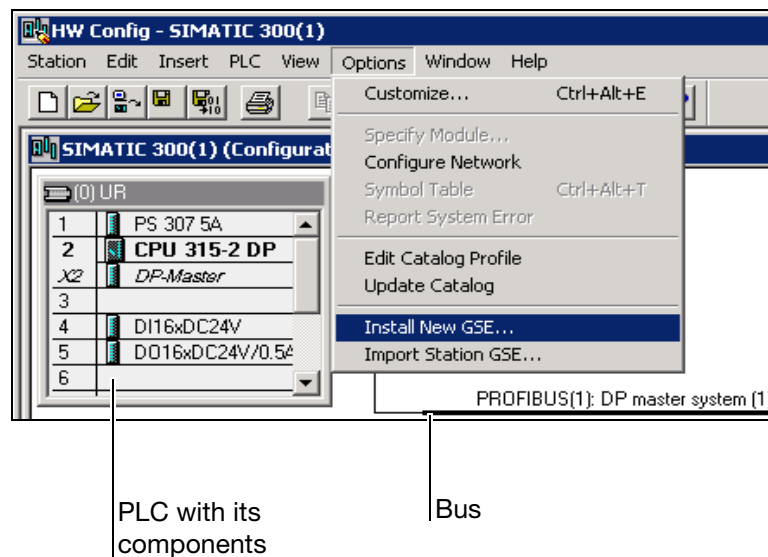 HW Config - SIMATIC 300(1)
Station Edit Insert PLC View Options Window Help
Customize... Ctrl+Alt+E
Specify Module...
Configure Network
Symbol Table Ctrl+Alt+T
Report System Error
Edit Catalog Profile
Update Catalog
Install New GSE...
Import Station GSE...
SIMATIC 300(1) (Configurat
(0) UR
1 PS 307 5A
2 CPU 315-2 DP
X2 DP-Master
3
4 DI16xDC24V
5 DO16xDC24V/0.5A
6
PROFIBUS(1): DP master system (1
PLC with its
components
Bus